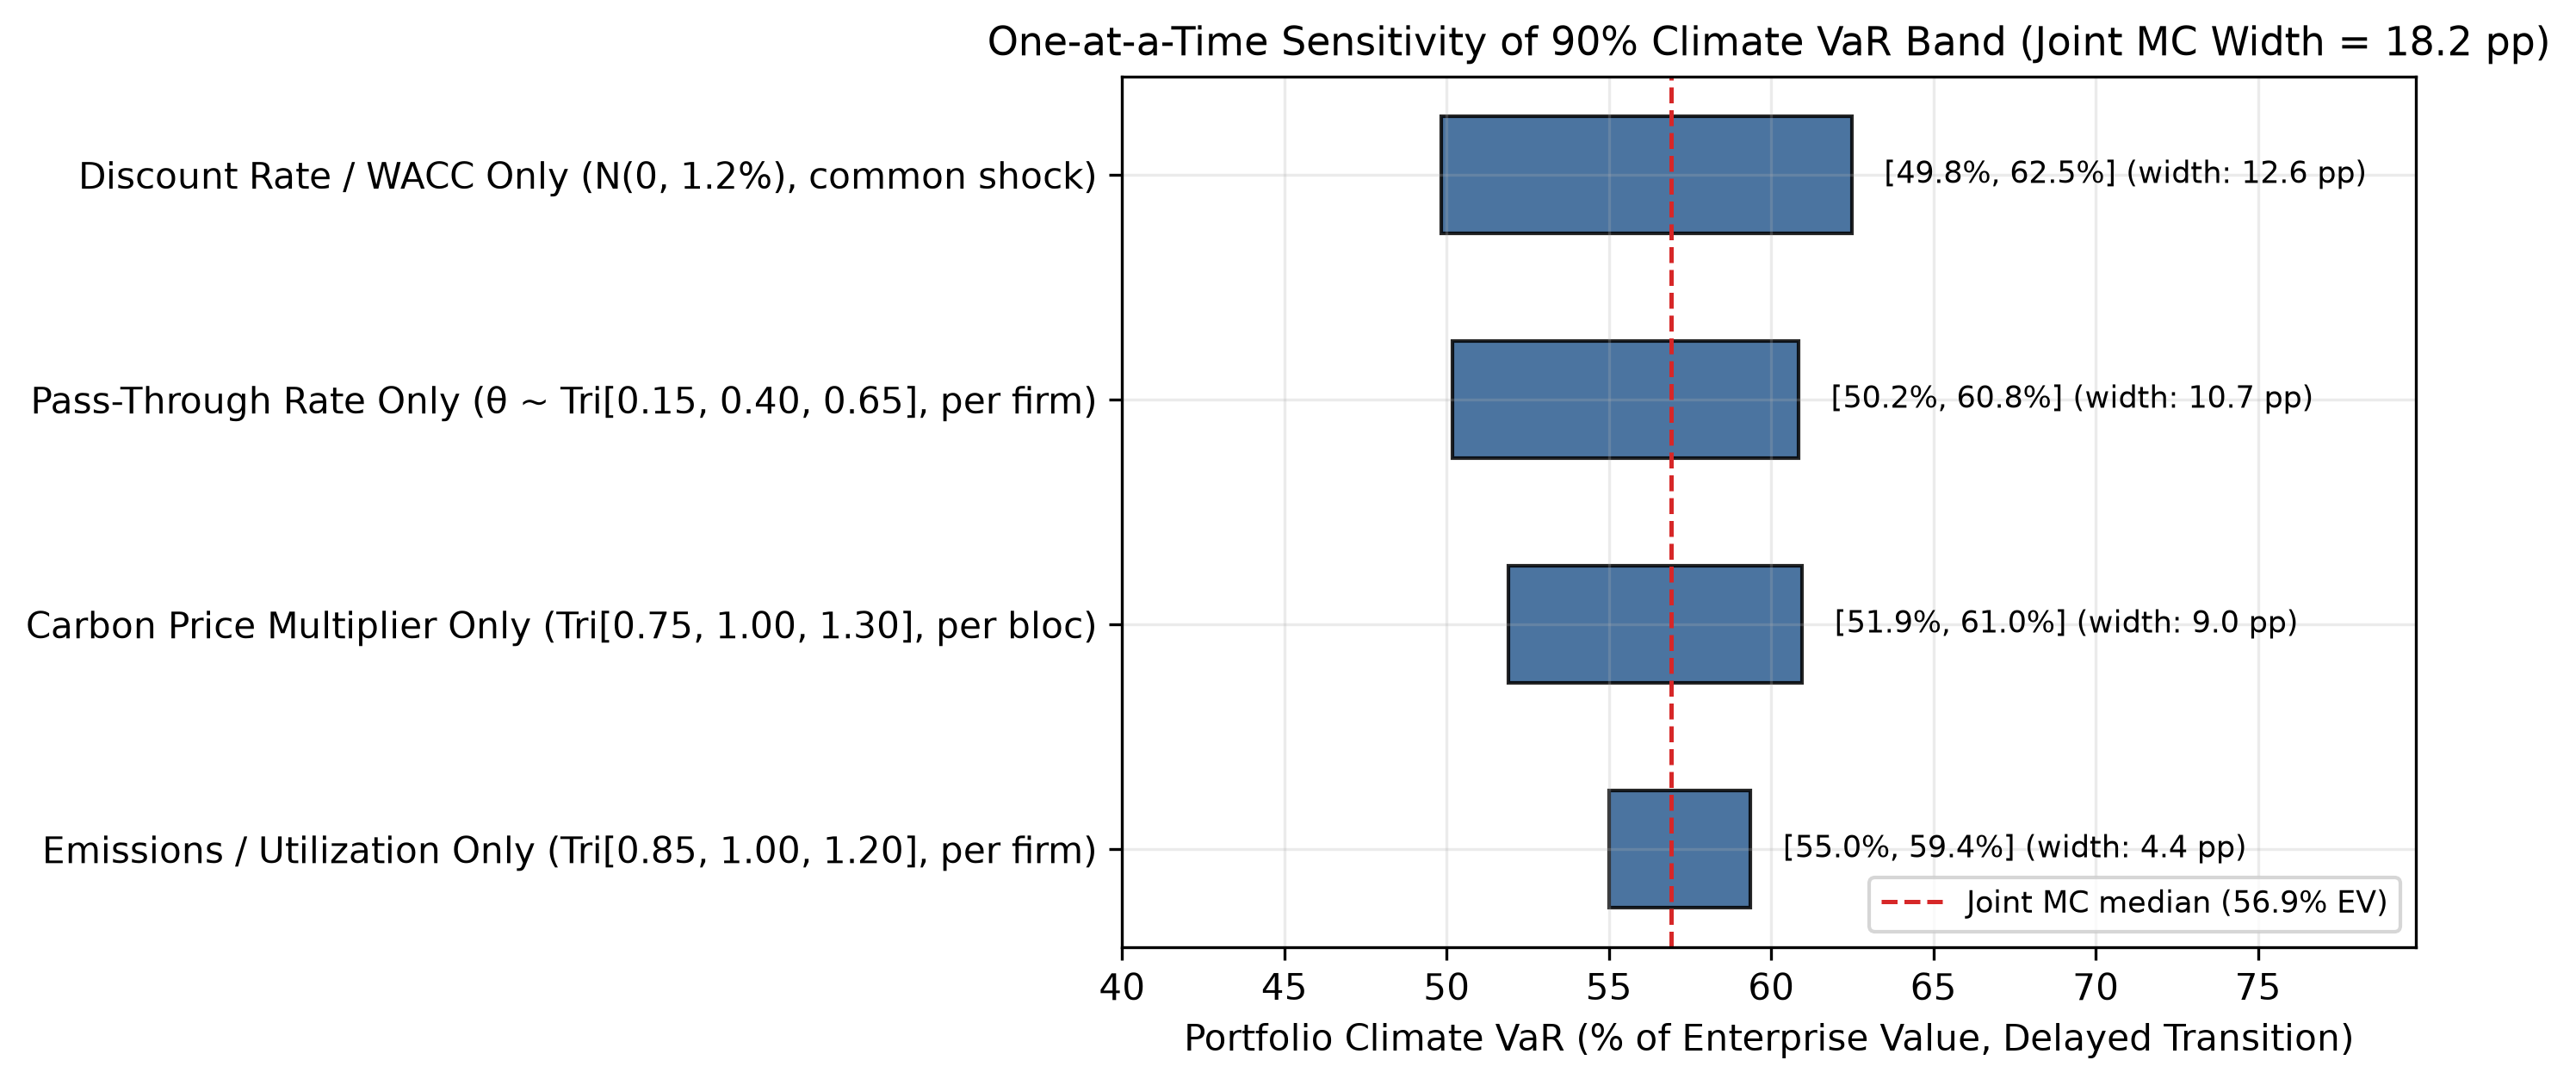 One-at-a-Time Sensitivity of 90% Climate VaR Band (Joint MC Width = 18.2 pp)
Discount Rate / WACC Only (N(0, 1.2%), common shock)
[49.8%, 62.5%] (width: 12.6 pp)
Pass-Through Rate Only (θ ~ Tri[0.15, 0.40, 0.65], per firm)
[50.2%, 60.8%] (width: 10.7 pp)
Carbon Price Multiplier Only (Tri[0.75, 1.00, 1.30], per bloc)
[51.9%, 61.0%] (width: 9.0 pp)
Emissions / Utilization Only (Tri[0.85, 1.00, 1.20], per firm)
[55.0%, 59.4%] (width: 4.4 pp)
Joint MC median (56.9% EV)
40 45 50 55 60 65 70 75
Portfolio Climate VaR (% of Enterprise Value, Delayed Transition)